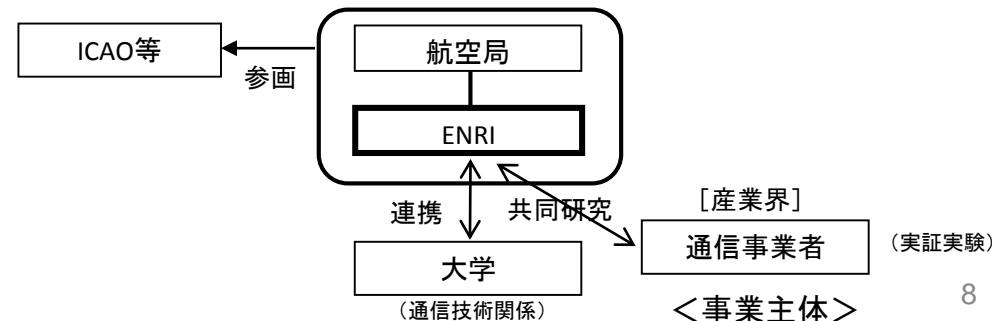 ICAO等
参画
航空局
ENRI
連携
共同研究
大学
(通信技術関係)
[産業界]
通信事業者
(実証実験)
<事業主体>
8